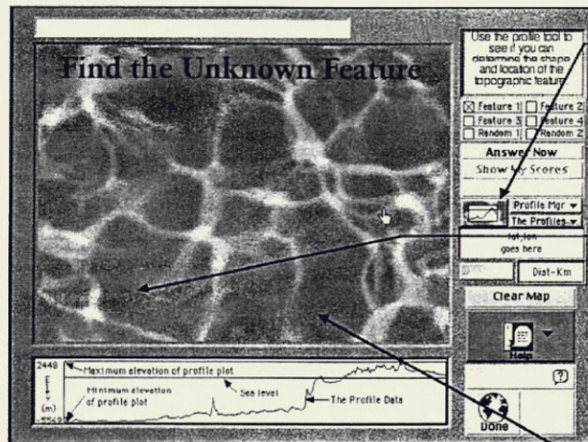 Find the Unknown Feature
Use the profile tool to
see if you can
determine the shape
and location of the
topographic feature.
Feature 1 Feature 2
Feature 3 Feature 4
Random 1 Random 2
Answer Now
Show My Scores
Profile Mgr
The Profiles
lat,lon
goes here
Dist-Km
Clear Map
Help
?
Done
2448
Maximum elevation of profile plot
Minimum elevation
of profile plot
Sea level
The Profile Data
(m)
-5549